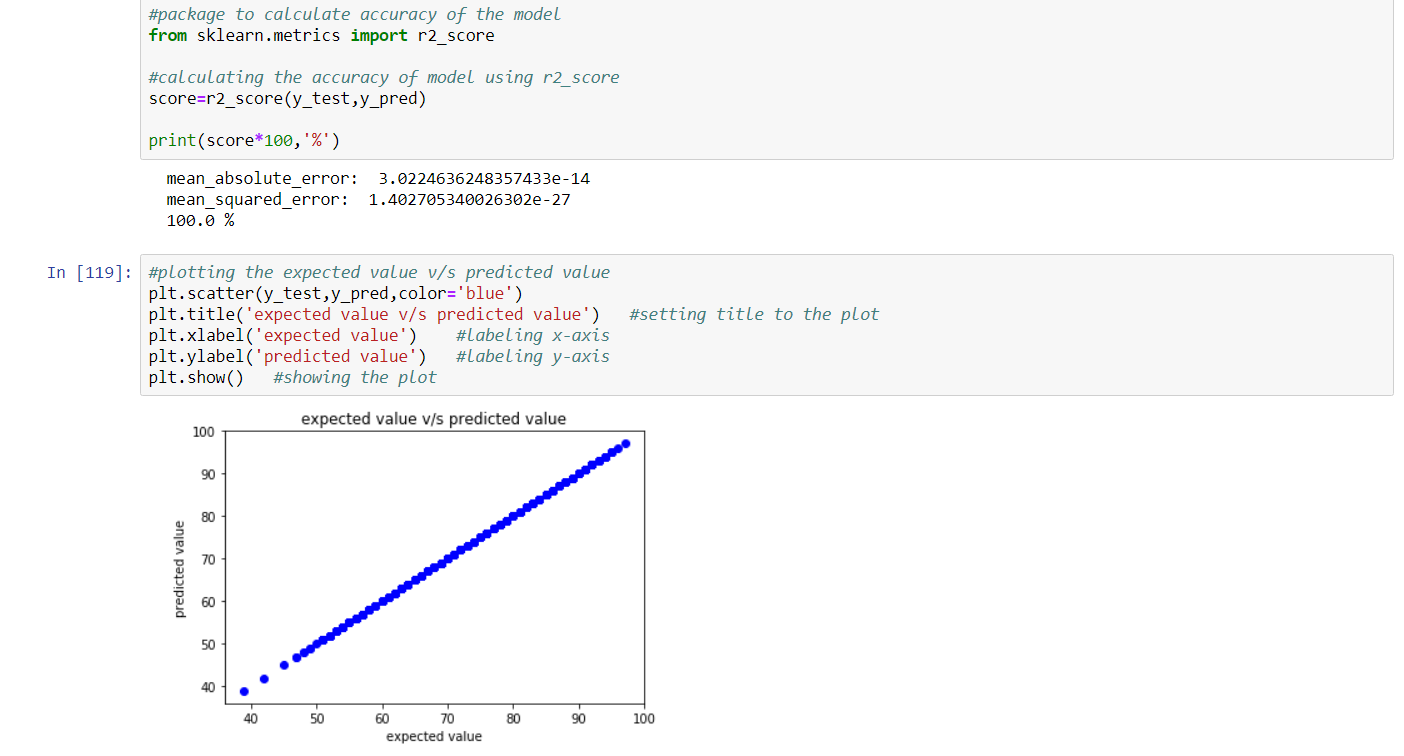 #package to calculate accuracy of the model
from sklearn.metrics import r2_score
#calculating the accuracy of model using r2_score
score=r2_score(y_test,y_pred)
print(score*100,'%')
mean_absolute_error:  3.0224636248357433e-14
mean_squared_error:  1.402705340026302e-27
100.0 %
In [119]:
#plotting the expected value v/s predicted value
plt.scatter(y_test,y_pred,color='blue')
plt.title('expected value v/s predicted value')   #setting title to the plot
plt.xlabel('expected value')    #labeling x-axis
plt.ylabel('predicted value')   #labeling y-axis
plt.show()   #showing the plot
expected value v/s predicted value
100
90
80
70
60
50
40
predicted value
40 50 60 70 80 90 100
expected value